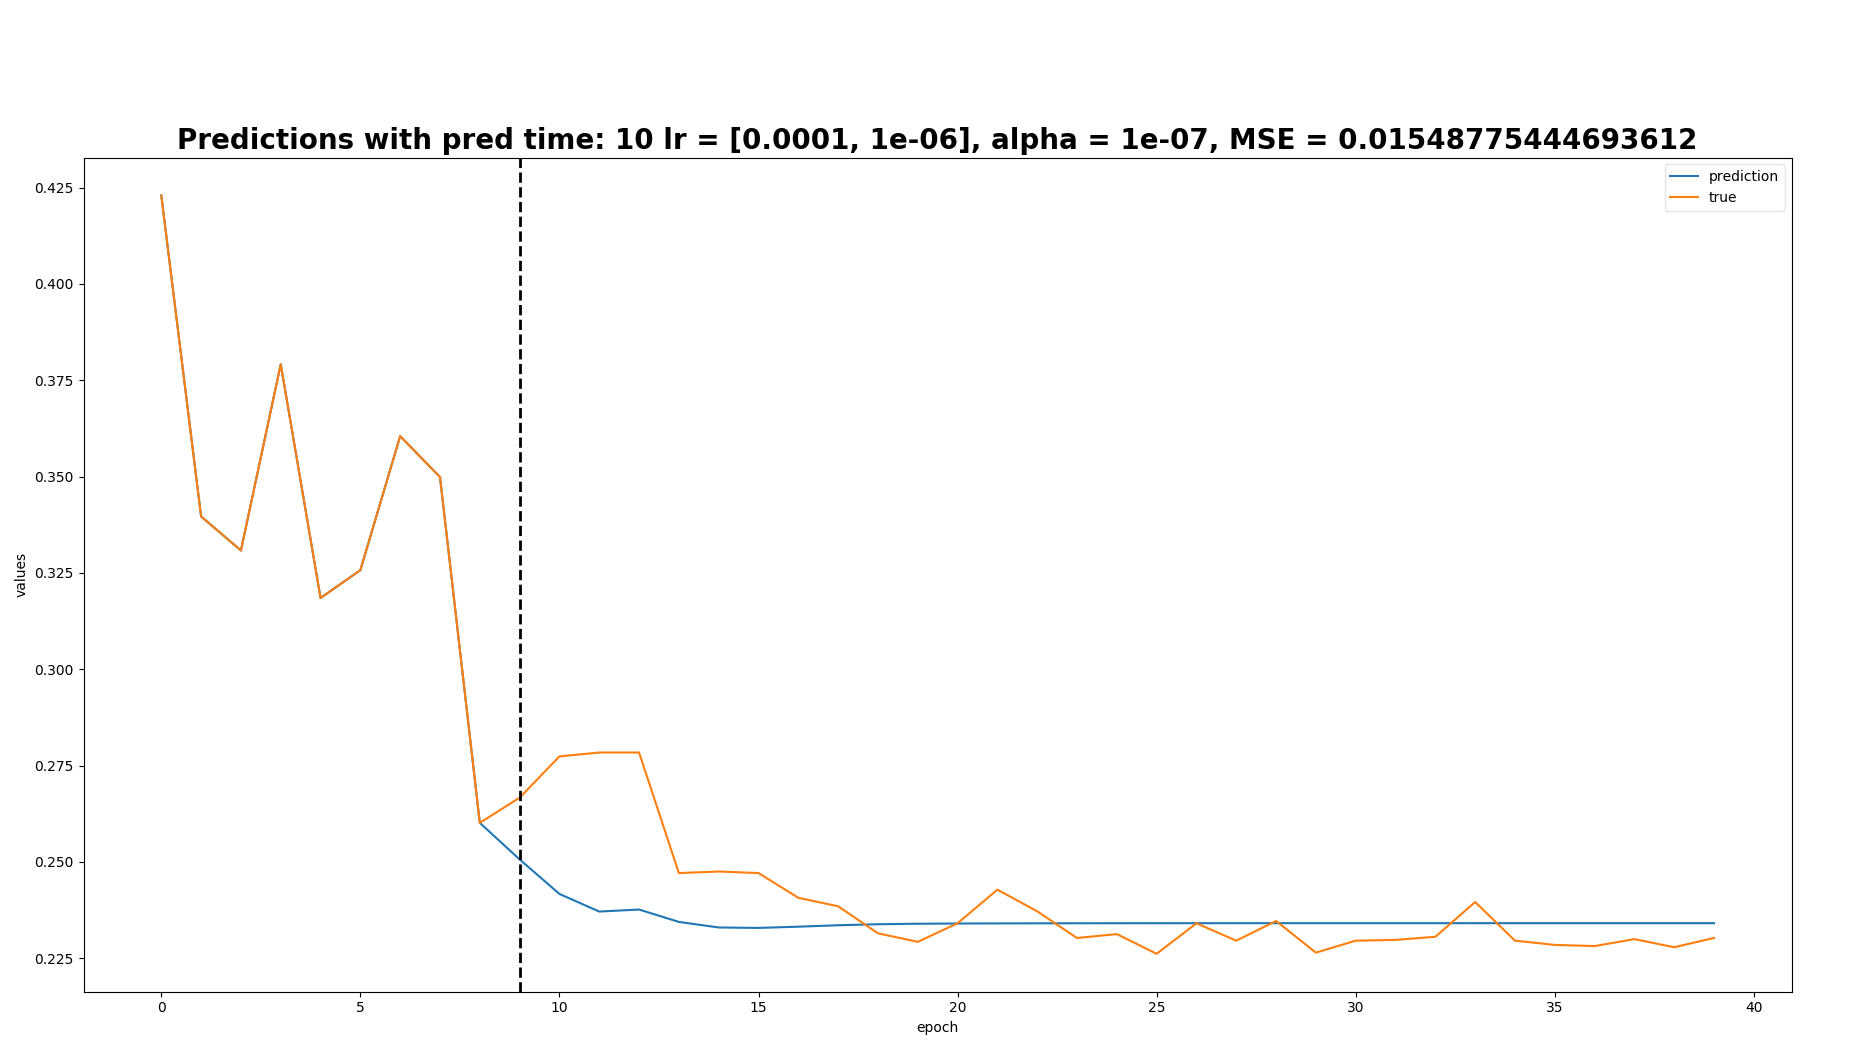 Predictions with pred time: 10 lr = [0.0001, 1e-06], alpha = 1e-07, MSE = 0.01548775444693612
prediction
true
0.425
0.400
0.375
0.350
0.325
0.300
0.275
0.250
0.225
values
0 5 10 15 20 25 30 35 40
epoch